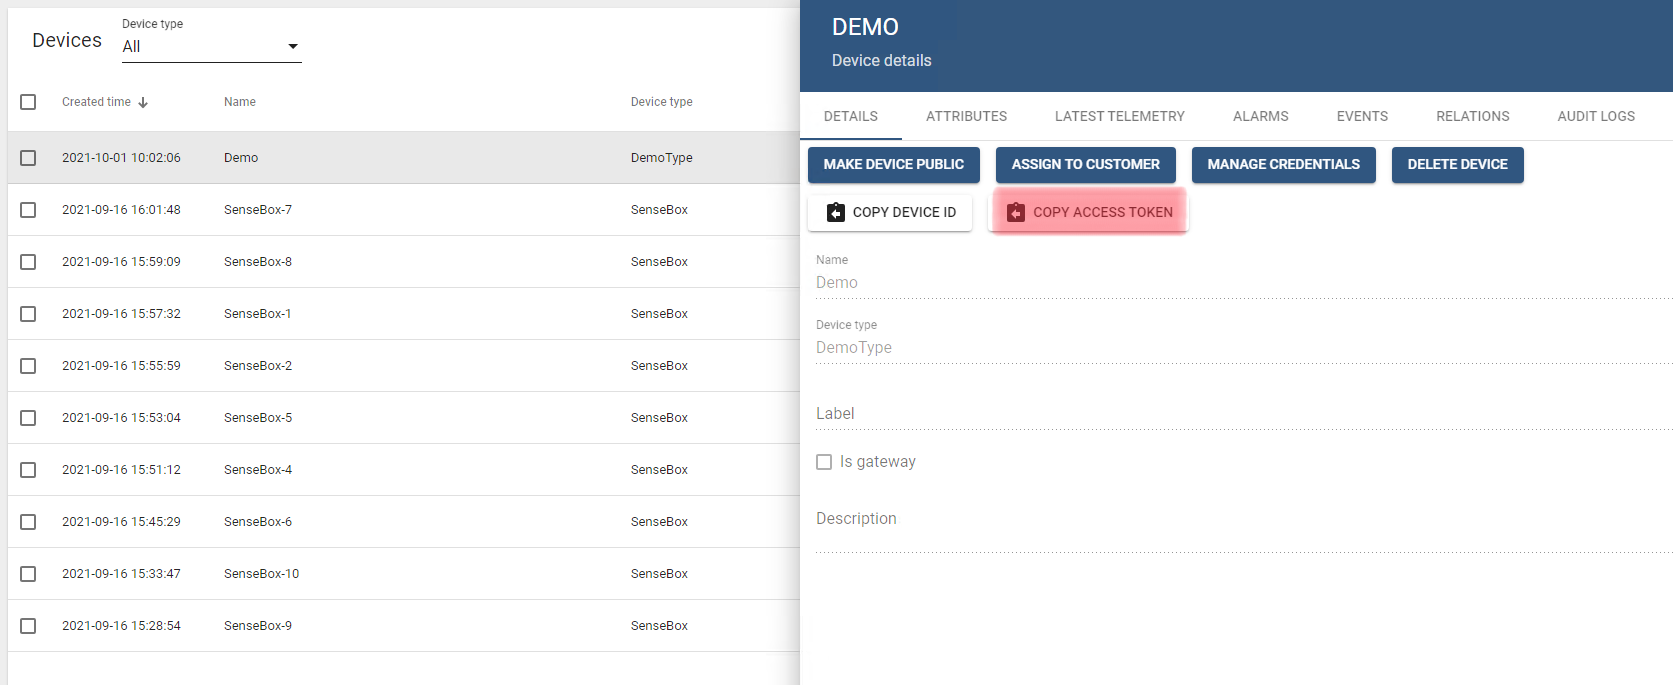 Devices
Device type
All
Created time Name Device type
2021-10-01 10:02:06 Demo DemoType
2021-09-16 16:01:48 SenseBox-7 SenseBox
2021-09-16 15:59:09 SenseBox-8 SenseBox
2021-09-16 15:57:32 SenseBox-1 SenseBox
2021-09-16 15:55:59 SenseBox-2 SenseBox
2021-09-16 15:53:04 SenseBox-5 SenseBox
2021-09-16 15:51:12 SenseBox-4 SenseBox
2021-09-16 15:45:29 SenseBox-6 SenseBox
2021-09-16 15:33:47 SenseBox-10 SenseBox
2021-09-16 15:28:54 SenseBox-9 SenseBox
DEMO
Device details
DETAILS ATTRIBUTES LATEST TELEMETRY ALARMS EVENTS RELATIONS AUDIT LOGS
MAKE DEVICE PUBLIC ASSIGN TO CUSTOMER MANAGE CREDENTIALS DELETE DEVICE
COPY DEVICE ID COPY ACCESS TOKEN
Name
Demo
Device type
DemoType
Label
Is gateway
Description